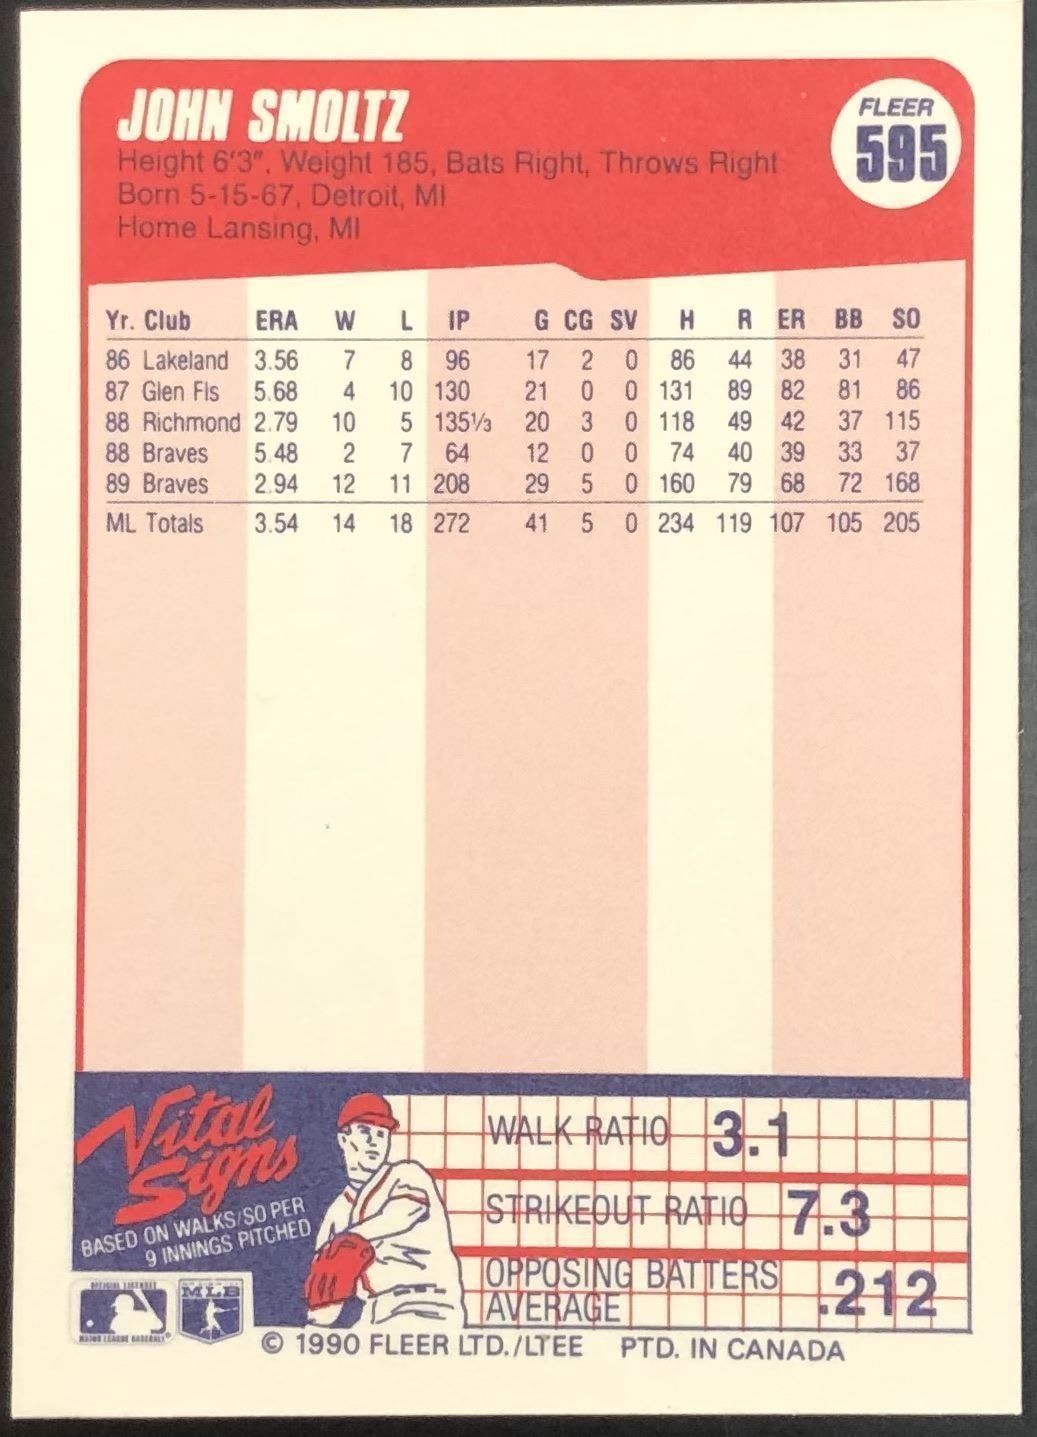 JOHN SMOLTZ
Height 6'3", Weight 185, Bats Right, Throws Right
Born 5-15-67, Detroit, MI
Home Lansing, MI
FLEER
595
Yr. Club ERA W L IP G CG SV H R ER BB SO
86 Lakeland 3.56 7 8 96 17 2 0 86 44 38 31 47
87 Glen Fls 5.68 4 10 130 21 0 0 131 89 82 81 86
88 Richmond 2.79 10 5 135⅓ 20 3 0 118 49 42 37 115
88 Braves 5.48 2 7 64 12 0 0 74 40 39 33 37
89 Braves 2.94 12 11 208 29 5 0 160 79 68 72 168
ML Totals 3.54 14 18 272 41 5 0 234 119 107 105 205
Vital
Signs
BASED ON WALKS/SO PER
9 INNINGS PITCHED
WALK RATIO 3.1
STRIKEOUT RATIO 7.3
OPPOSING BATTERS
AVERAGE .212
OFFICIAL LICENSEE
MAJOR LEAGUE BASEBALL
MLB
© 1990 FLEER LTD./LTEE PTD. IN CANADA